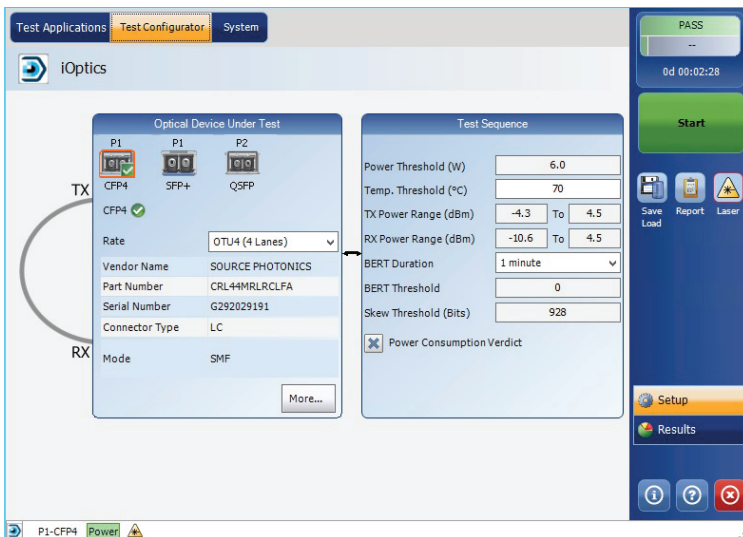 Test Applications Test Configurator System
iOptics
PASS
--
0d 00:02:28
Start
Save Load
Report
Laser
Setup
Results
TX
RX
Optical Device Under Test
P1 P1 P2
CFP4 SFP+ QSFP
CFP4
Rate OTU4 (4 Lanes)
Vendor Name SOURCE PHOTONICS
Part Number CRL44MRLRCLFA
Serial Number G292029191
Connector Type LC
Mode SMF
More...
Test Sequence
Power Threshold (W) 6.0
Temp. Threshold (ºC) 70
TX Power Range (dBm) -4.3 To 4.5
RX Power Range (dBm) -10.6 To 4.5
BERT Duration 1 minute
BERT Threshold 0
Skew Threshold (Bits) 928
Power Consumption Verdict
P1-CFP4 Power